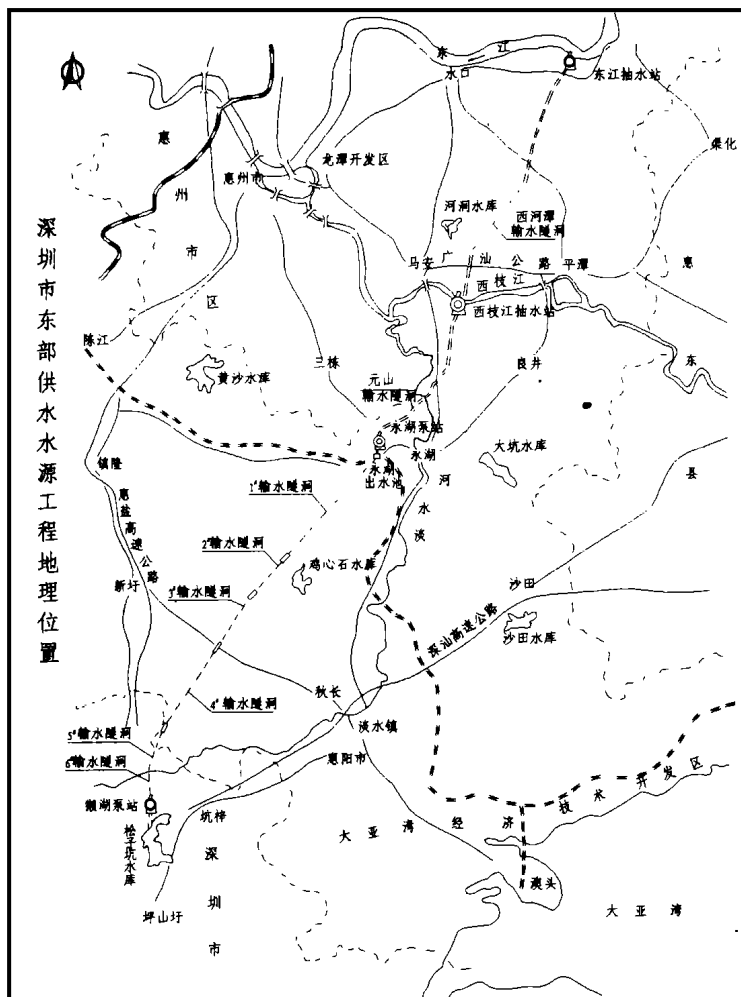 深圳市东部供水水源工程地理位置
东江
水口
东江抽水站
梁化
惠州市区
惠州市
龙潭开发区
河涧水库
西河潭
输水隧洞
马安
广汕公路
平潭
惠东县
西枝江
西枝江抽水站
陈江
黄沙水库
三栋
元山
输水隧洞
良井
永湖泵站
永湖
出水池
永湖
大坑水库
镇隆
惠盐高速公路
1#输水隧洞
2#输水隧洞
3#输水隧洞
鸡心石水库
淡水河
新圩
沙田
沙田水库
深汕高速公路
秋长
4#输水隧洞
淡水镇
5#输水隧洞
6#输水隧洞
惠阳市
獭湖泵站
坑梓
松子坑水库
深圳市
坪山圩
大亚湾经济技术开发区
澳头
大亚湾